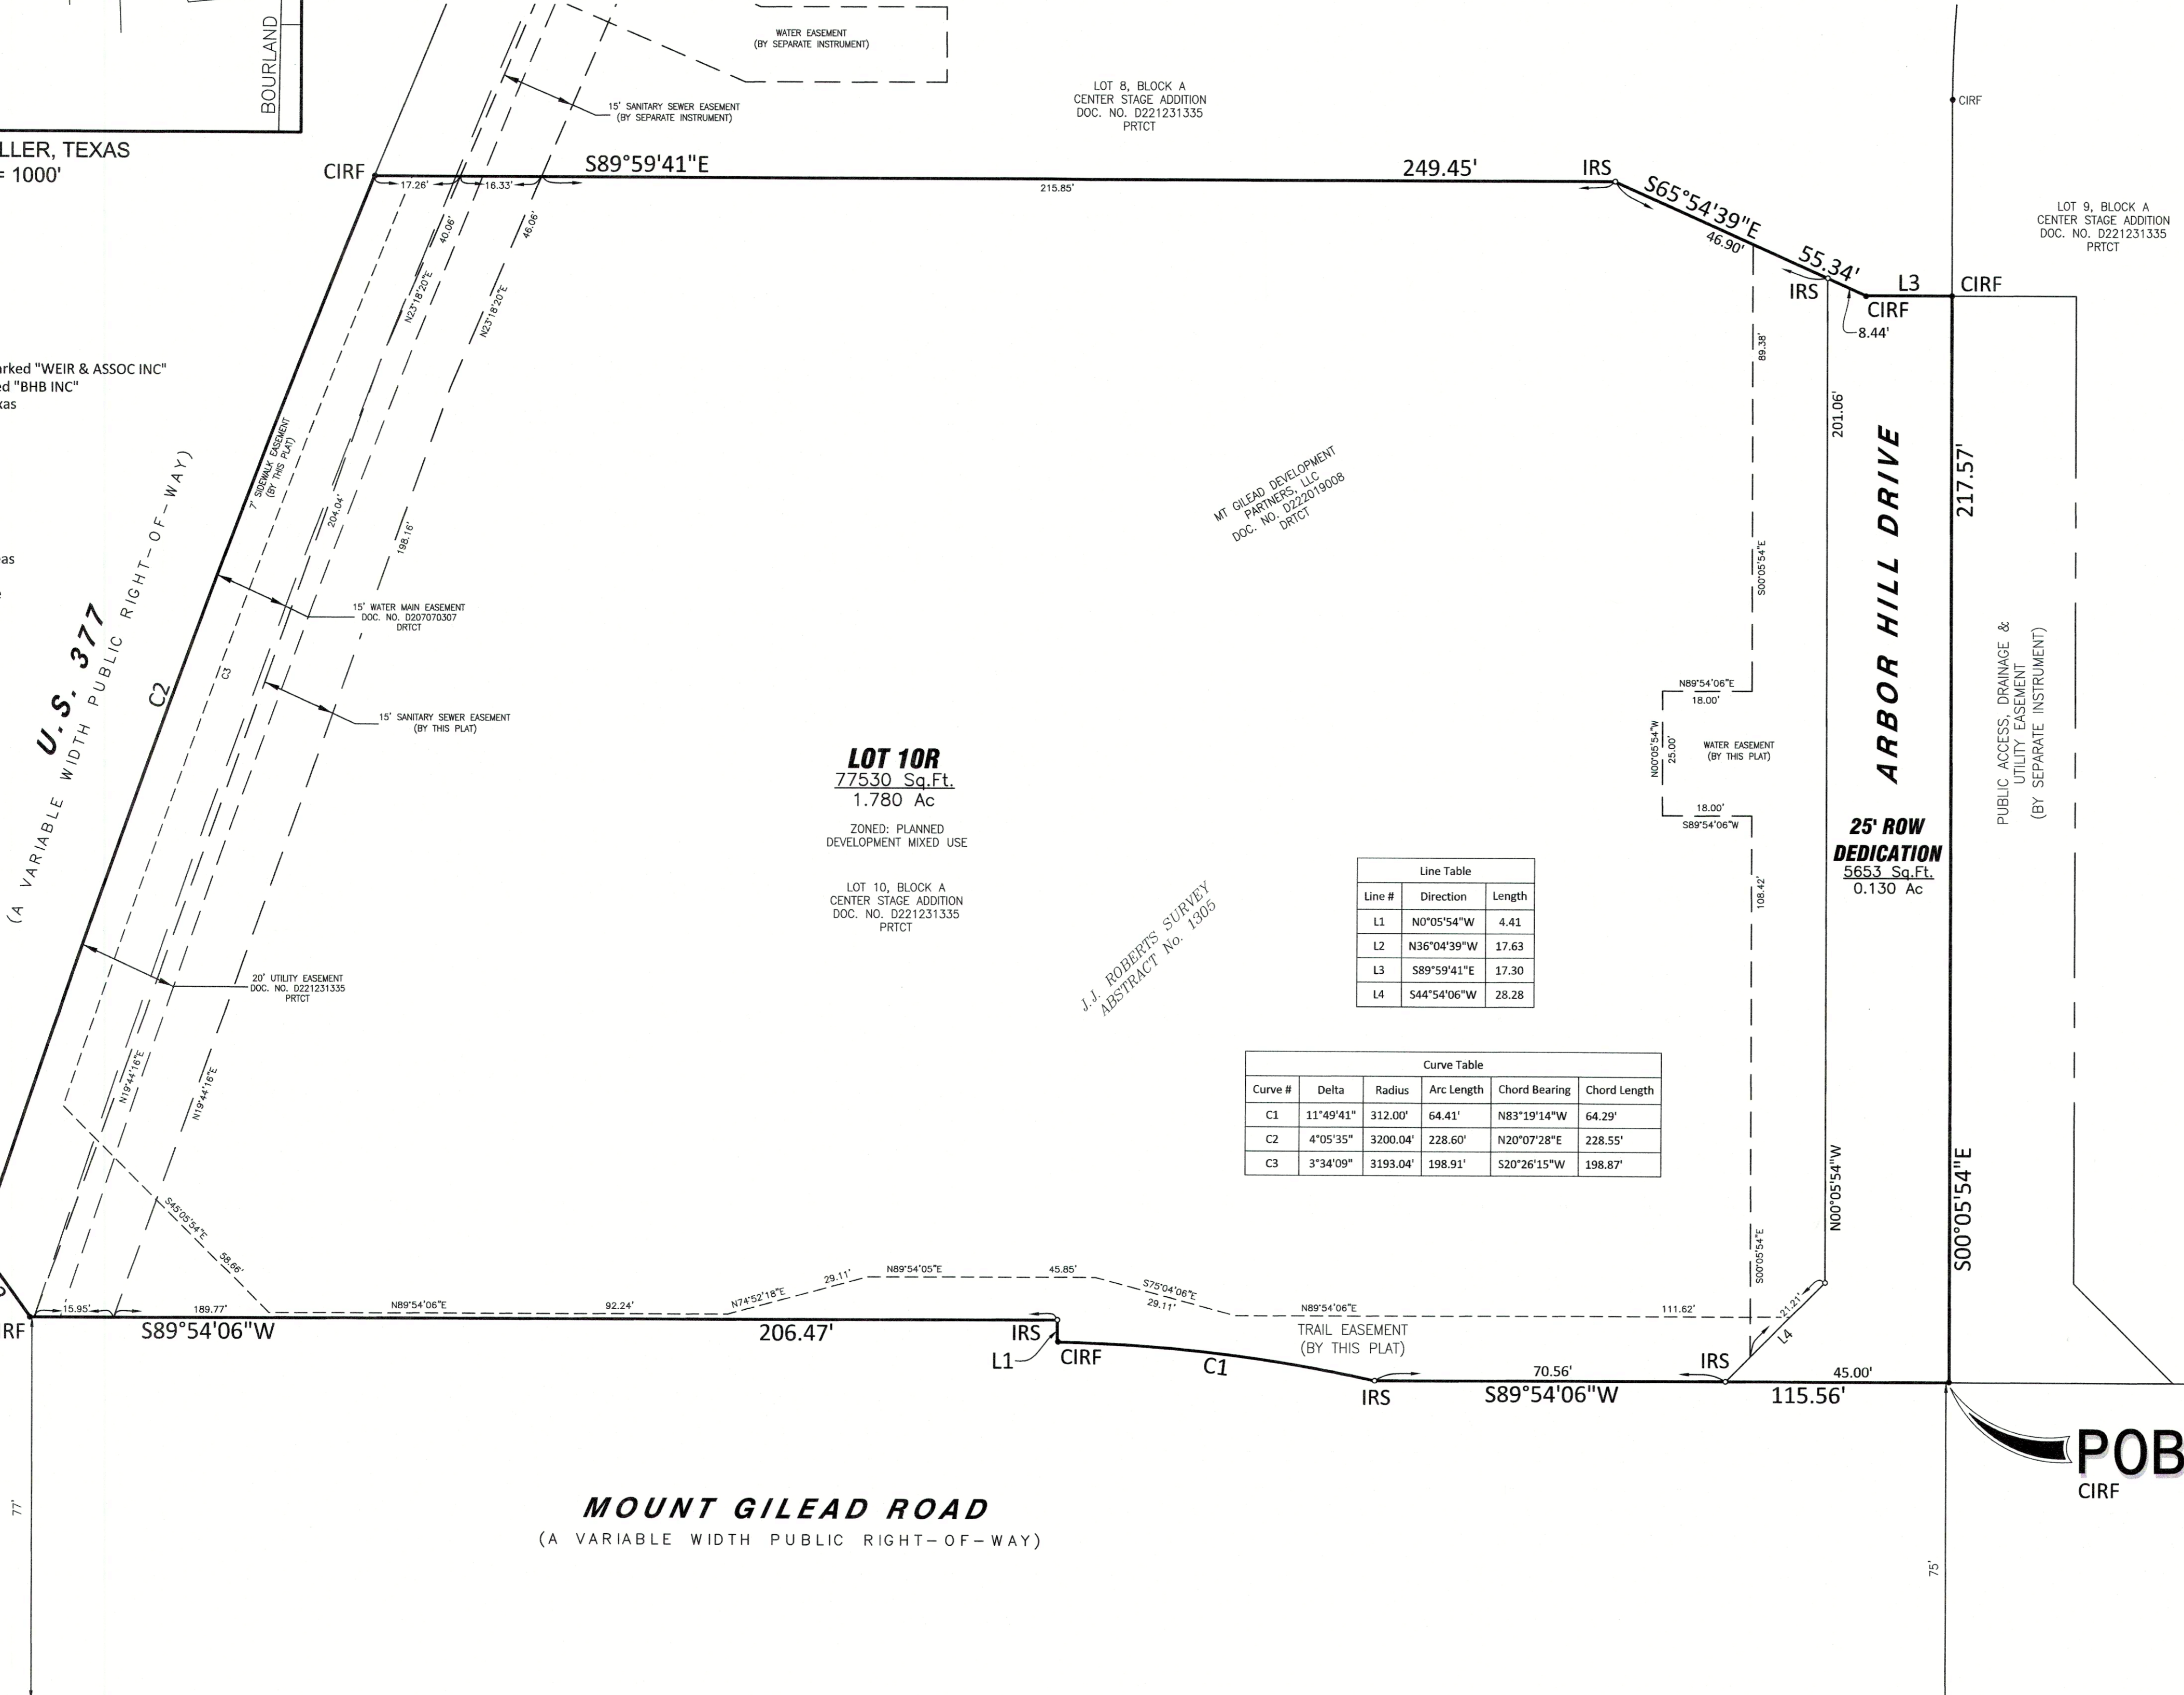 BOURLAND
LLER, TEXAS
= 1000'
arked "WEIR & ASSOC INC"
ed "BHB INC"
xas
eas
WATER EASEMENT
(BY SEPARATE INSTRUMENT)
15' SANITARY SEWER EASEMENT
(BY SEPARATE INSTRUMENT)
LOT 8, BLOCK A
CENTER STAGE ADDITION
DOC. NO. D221231335
PRTCT
CIRF
CIRF
S89°59'41"E
249.45'
IRS
17.26'
16.33'
215.85'
S65°54'39"E
46.90'
55.34'
IRS
L3
CIRF
CIRF
8.44'
LOT 9, BLOCK A
CENTER STAGE ADDITION
DOC. NO. D221231335
PRTCT
40.06'
46.06'
N23°18'20"E
N23°18'20"E
7' SIDEWALK EASEMENT
(BY THIS PLAT)
204.04'
198.16'
U.S. 377
(A VARIABLE WIDTH PUBLIC RIGHT-OF-WAY)
C2
C3
15' WATER MAIN EASEMENT
DOC. NO. D207070307
DRTCT
15' SANITARY SEWER EASEMENT
(BY THIS PLAT)
20' UTILITY EASEMENT
DOC. NO. D221231335
PRTCT
N19°44'16"E
N19°44'16"E
MT GILEAD DEVELOPMENT
PARTNERS, LLC
DOC. NO. D222019008
DRTCT
LOT 10R
77530 Sq.Ft.
1.780 Ac
ZONED: PLANNED
DEVELOPMENT MIXED USE
LOT 10, BLOCK A
CENTER STAGE ADDITION
DOC. NO. D221231335
PRTCT
J.J. ROBERTS SURVEY
ABSTRACT No. 1305
89.38'
S00°05'54"E
N89°54'06"E
18.00'
N00°05'54"W
25.00'
WATER EASEMENT
(BY THIS PLAT)
18.00'
S89°54'06"W
108.42'
S00°05'54"E
201.06'
N00°05'54"W
ARBOR HILL DRIVE
25' ROW
DEDICATION
5653 Sq.Ft.
0.130 Ac
217.57'
S00°05'54"E
PUBLIC ACCESS, DRAINAGE &
UTILITY EASEMENT
(BY SEPARATE INSTRUMENT)
Line Table
Line # Direction Length
L1 N0°05'54"W 4.41
L2 N36°04'39"W 17.63
L3 S89°59'41"E 17.30
L4 S44°54'06"W 28.28
Curve Table
Curve # Delta Radius Arc Length Chord Bearing Chord Length
C1 11°49'41" 312.00' 64.41' N83°19'14"W 64.29'
C2 4°05'35" 3200.04' 228.60' N20°07'28"E 228.55'
C3 3°34'09" 3193.04' 198.91' S20°26'15"W 198.87'
S45°05'54"E
58.66'
N89°54'06"E
92.24'
N74°52'18"E
29.11'
N89°54'05"E
45.85'
S75°04'06"E
29.11'
N89°54'06"E
111.62'
TRAIL EASEMENT
(BY THIS PLAT)
21.21'
L4
RF
15.95'
189.77'
S89°54'06"W
206.47'
IRS
L1
CIRF
C1
IRS
70.56'
S89°54'06"W
IRS
45.00'
115.56'
POB
CIRF
MOUNT GILEAD ROAD
(A VARIABLE WIDTH PUBLIC RIGHT-OF-WAY)
77'
75'